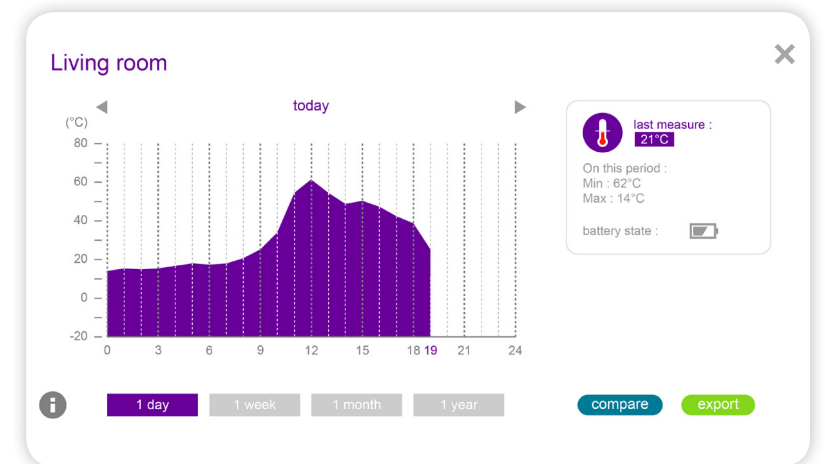 Living room
today
(°C)
80
60
40
20
0
-20
0 3 6 9 12 15 18 19 21 24
last measure :
21°C
On this period :
Min : 62°C
Max : 14°C
battery state :
1 day 1 week 1 month 1 year
compare export